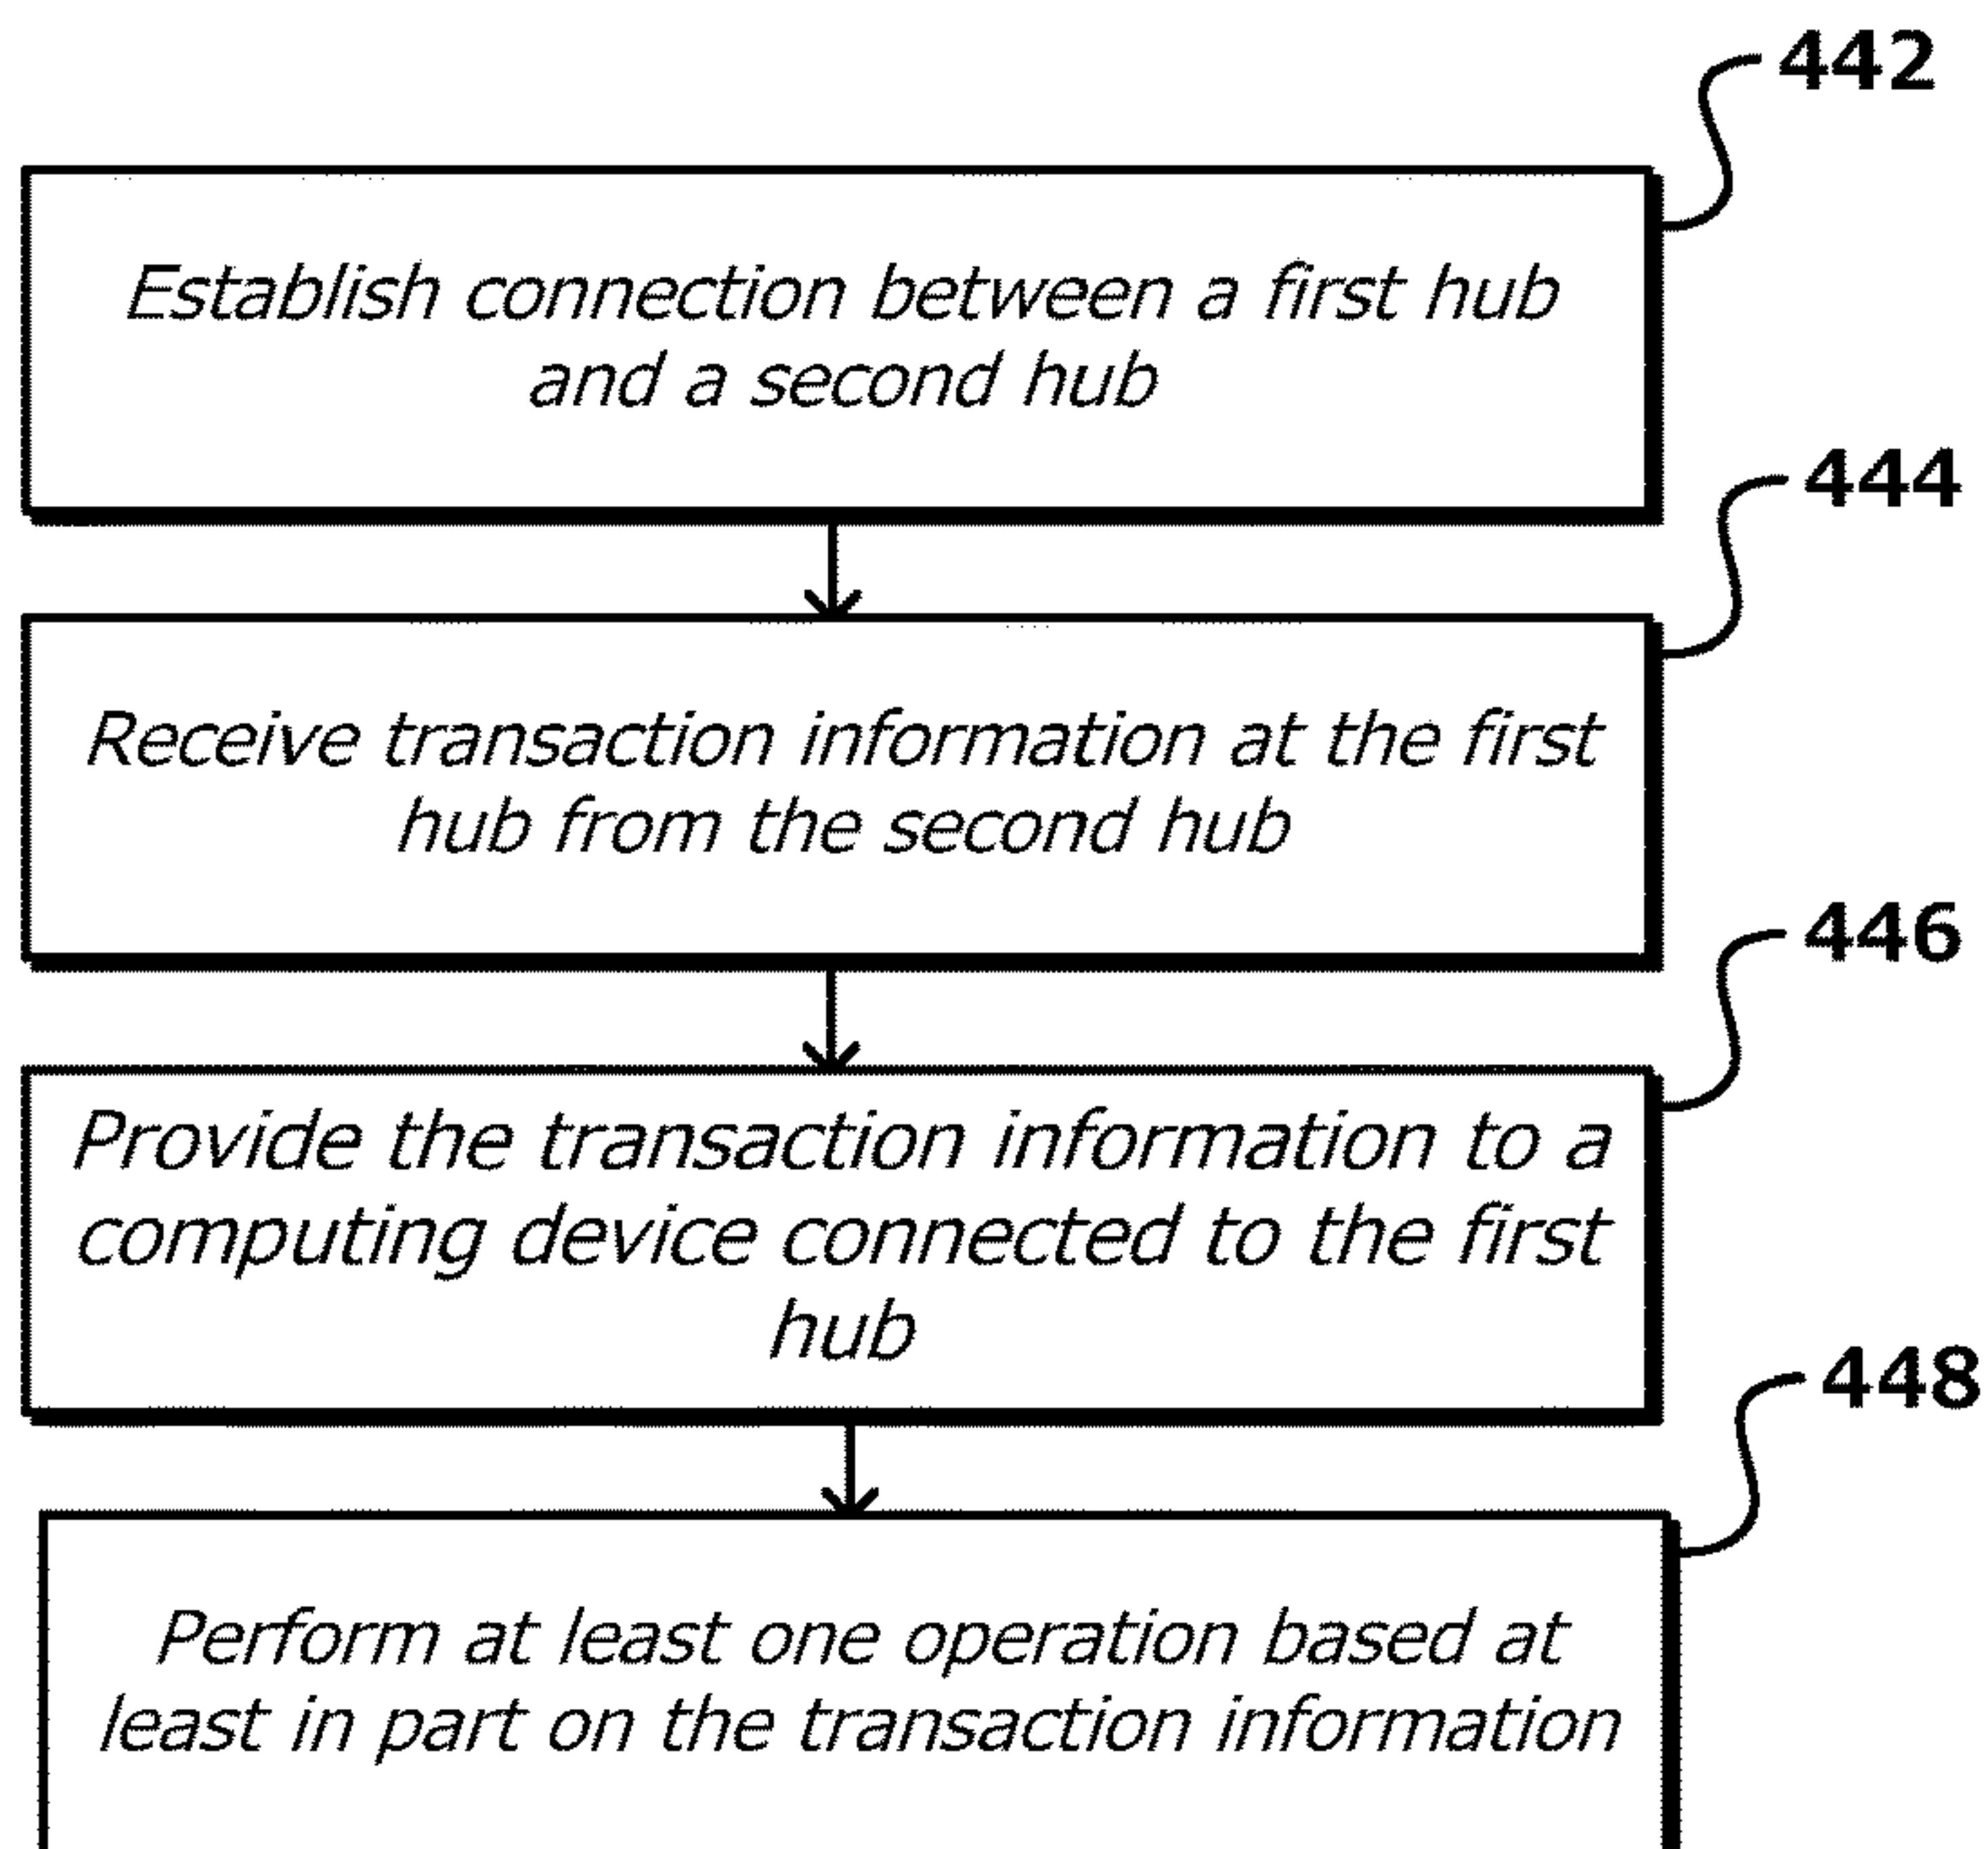 442
Establish connection between a first hub
and a second hub
444
Receive transaction information at the first
hub from the second hub
446
Provide the transaction information to a
computing device connected to the first
hub
448
Perform at least one operation based at
least in part on the transaction information